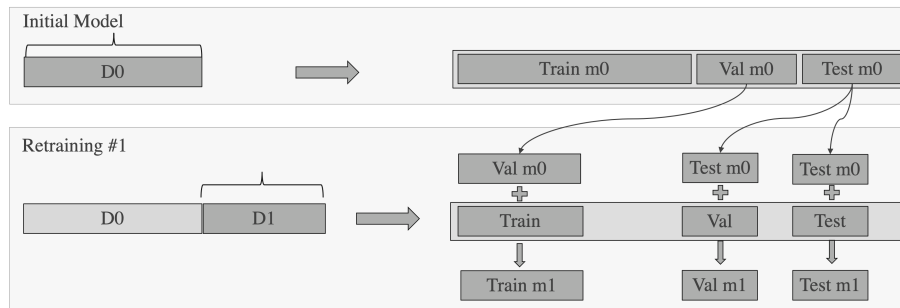 Initial Model
D0
Train m0 Val m0 Test m0
Retraining #1
Val m0 Test m0 Test m0
D0 D1
Train Val Test
Train m1 Val m1 Test m1